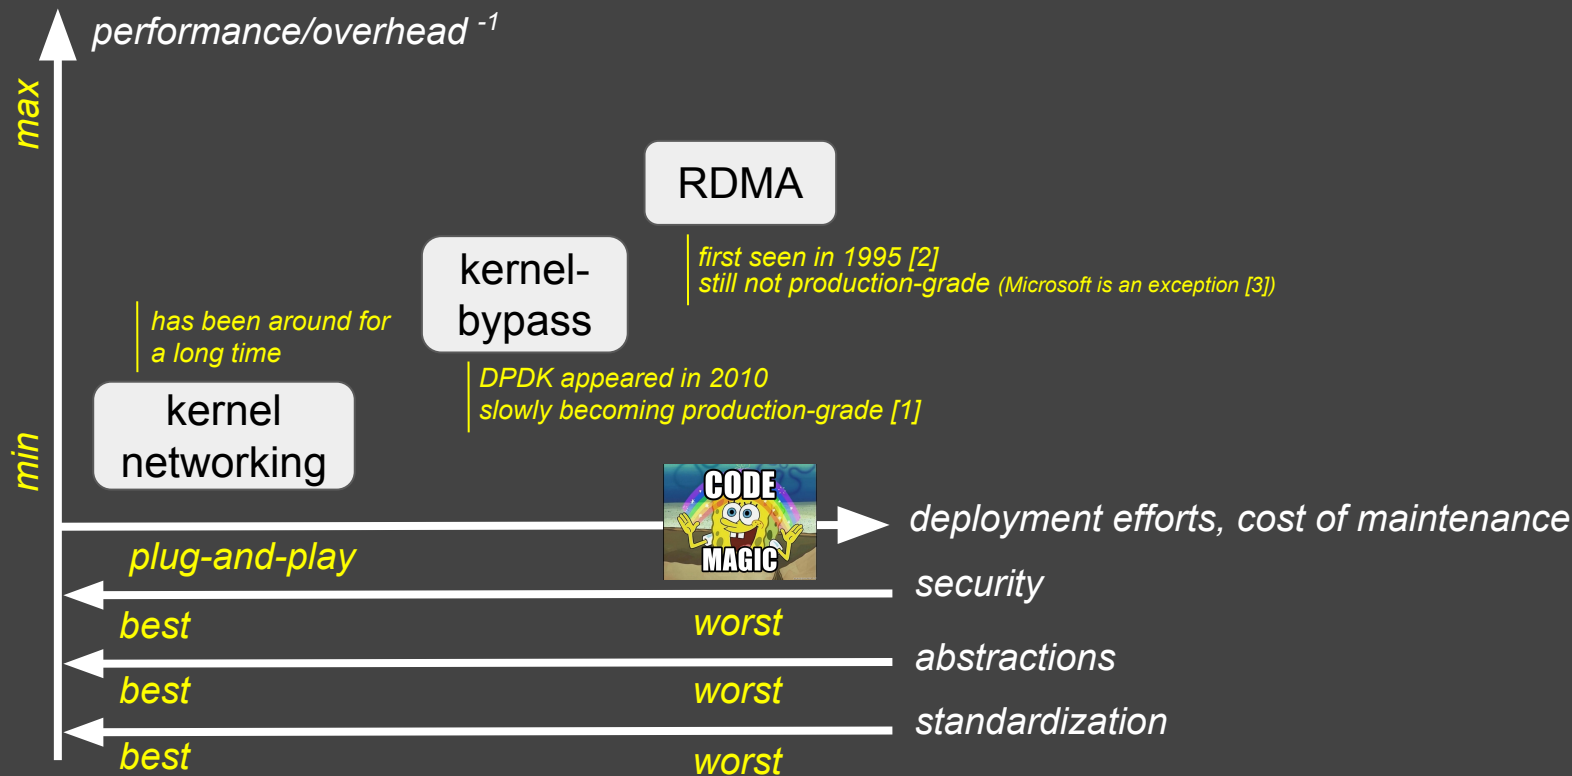 performance/overhead -1
max
RDMA
first seen in 1995 [2]
still not production-grade (Microsoft is an exception [3])
kernel-
bypass
DPDK appeared in 2010
slowly becoming production-grade [1]
has been around for
a long time
kernel
networking
min
CODE
MAGIC
deployment efforts, cost of maintenance
plug-and-play
security
best worst
abstractions
best worst
standardization
best worst